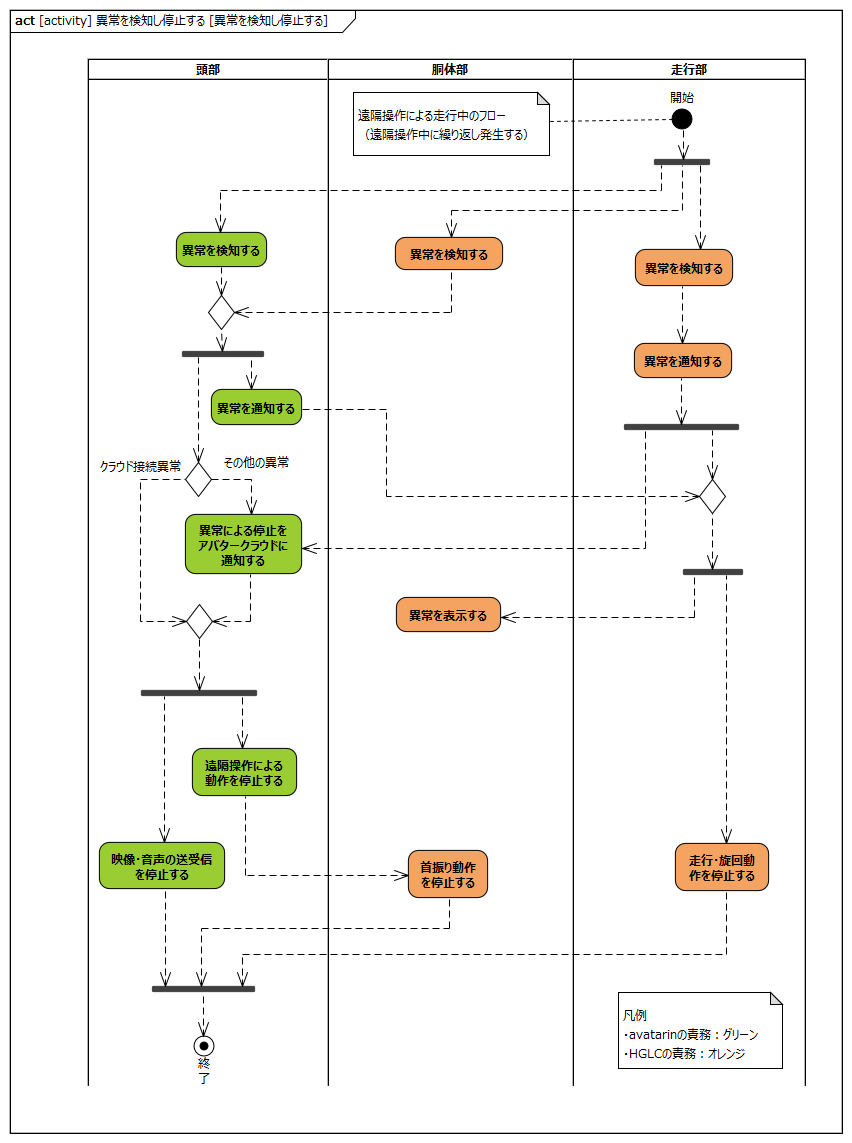 act [activity] 異常を検知し停止する [異常を検知し停止する]
頭部
胴体部
走行部
開始
遠隔操作による走行中のフロー
（遠隔操作中に繰り返し発生する）
異常を検知する
異常を検知する
異常を検知する
異常を通知する
異常を通知する
クラウド接続異常
その他の異常
異常による停止を
アバタークラウドに
通知する
異常を表示する
遠隔操作による
動作を停止する
映像・音声の送受信
を停止する
首振り動作
を停止する
走行・旋回動
作を停止する
凡例
・avatarinの責務：グリーン
・HGLCの責務：オレンジ
終
了